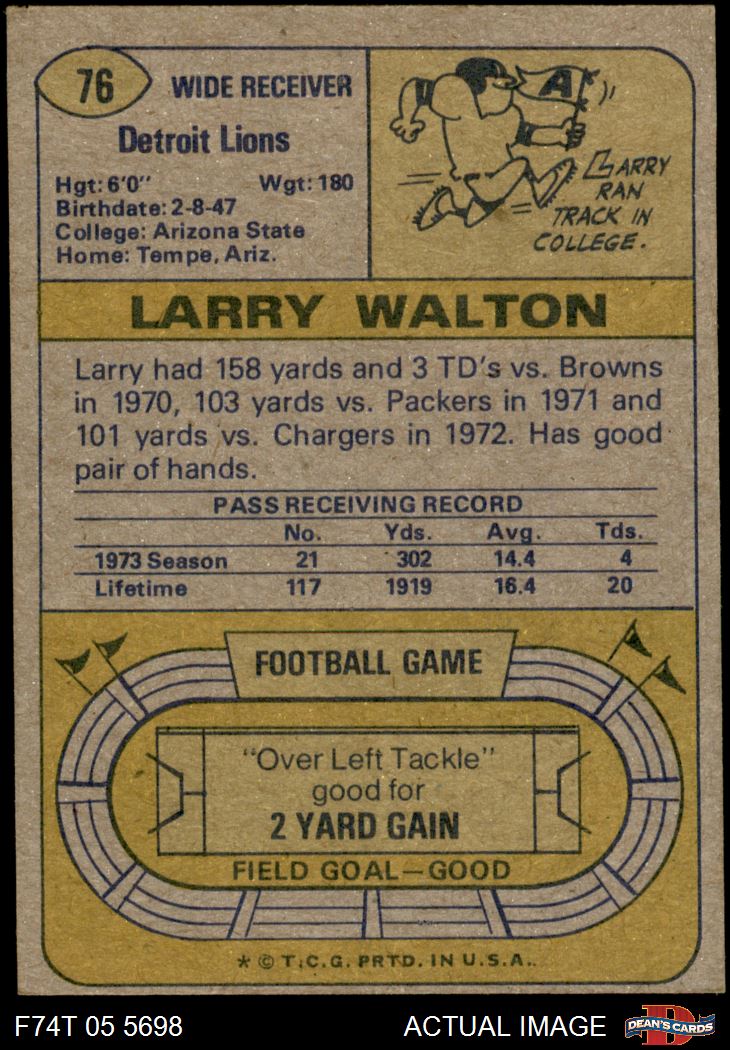 76
WIDE RECEIVER
Detroit Lions
Hgt: 6'0" Wgt: 180
Birthdate: 2-8-47
College: Arizona State
Home: Tempe, Ariz.
A
LARRY
RAN
TRACK IN
COLLEGE.
LARRY WALTON
Larry had 158 yards and 3 TD's vs. Browns
in 1970, 103 yards vs. Packers in 1971 and
101 yards vs. Chargers in 1972. Has good
pair of hands.
PASS RECEIVING RECORD
No. Yds. Avg. Tds.
1973 Season 21 302 14.4 4
Lifetime 117 1919 16.4 20
FOOTBALL GAME
"Over Left Tackle"
good for
2 YARD GAIN
FIELD GOAL—GOOD
* © T.C.G. PRTD. IN U.S.A..
F74T 05 5698 ACTUAL IMAGE
D
DEAN'S CARDS